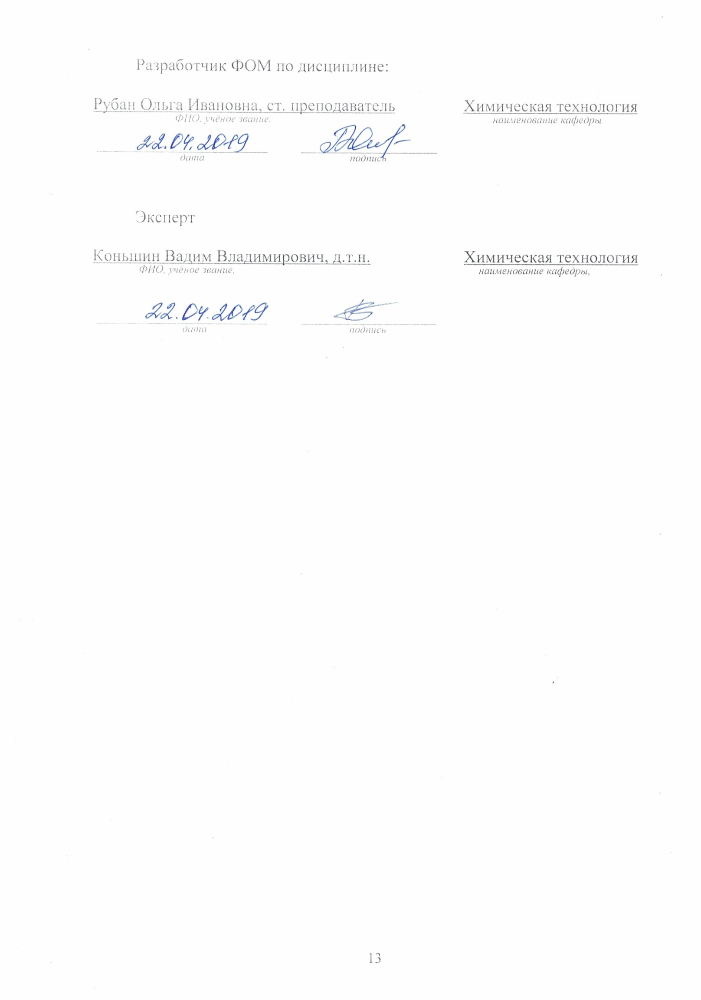 Разработчик ФОМ по дисциплине:
Рубан Ольга Ивановна, ст. преподаватель Химическая технология
ФИО, учёное звание, наименование кафедры
22.04.2019
дата подпись
Эксперт
Коньшин Вадим Владимирович, д.т.н. Химическая технология
ФИО, учёное звание, наименование кафедры,
22.04.2019
дата подпись
13